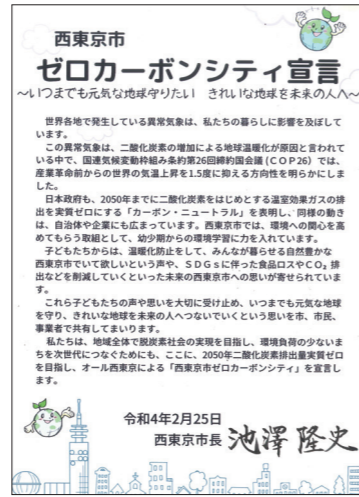 西東京市
ゼロカーボンシティ宣言
～いつまでも元気な地球守りたい　きれいな地球を未来の人へ～
世界各地で発生している異常気象は、私たちの暮らしに影響を及ぼして
います。
この異常気象は、二酸化炭素の増加による地球温暖化が原因と言われて
いる中で、国連気候変動枠組み条約第26回締約国会議(COP26)では、
産業革命前からの世界の気温上昇を1.5度に抑える方向性を明らかにしま
した。
日本政府も、2050年までに二酸化炭素をはじめとする温室効果ガスの排
出を実質ゼロにする「カーボン・ニュートラル」を表明し、同様の動き
は、自治体や企業にも広まっています。西東京市では、環境への関心を高
めてもらう取組として、幼少期からの環境学習に力を入れています。
子どもたちからは、温暖化防止をして、みんなが暮らせる自然豊かな
西東京市でいて欲しいという声や、SDGsに伴った食品ロスやCO₂排
出などを削減していくといった未来の西東京市への思いが寄せられていま
す。
これら子どもたちの声や思いを大切に受け止め、いつまでも元気な地球
を守り、きれいな地球を未来の人へつないでいくという思いを市、市民、
事業者で共有してまいります。
私たちは、地域全体で脱炭素社会の実現を目指し、環境負荷の少ないま
ちを次世代につなぐためにも、ここに、2050年二酸化炭素排出量実質ゼロ
を目指し、オール西東京による「西東京市ゼロカーボンシティ」を宣言し
ます。
令和4年2月25日
西東京市長 池澤隆史